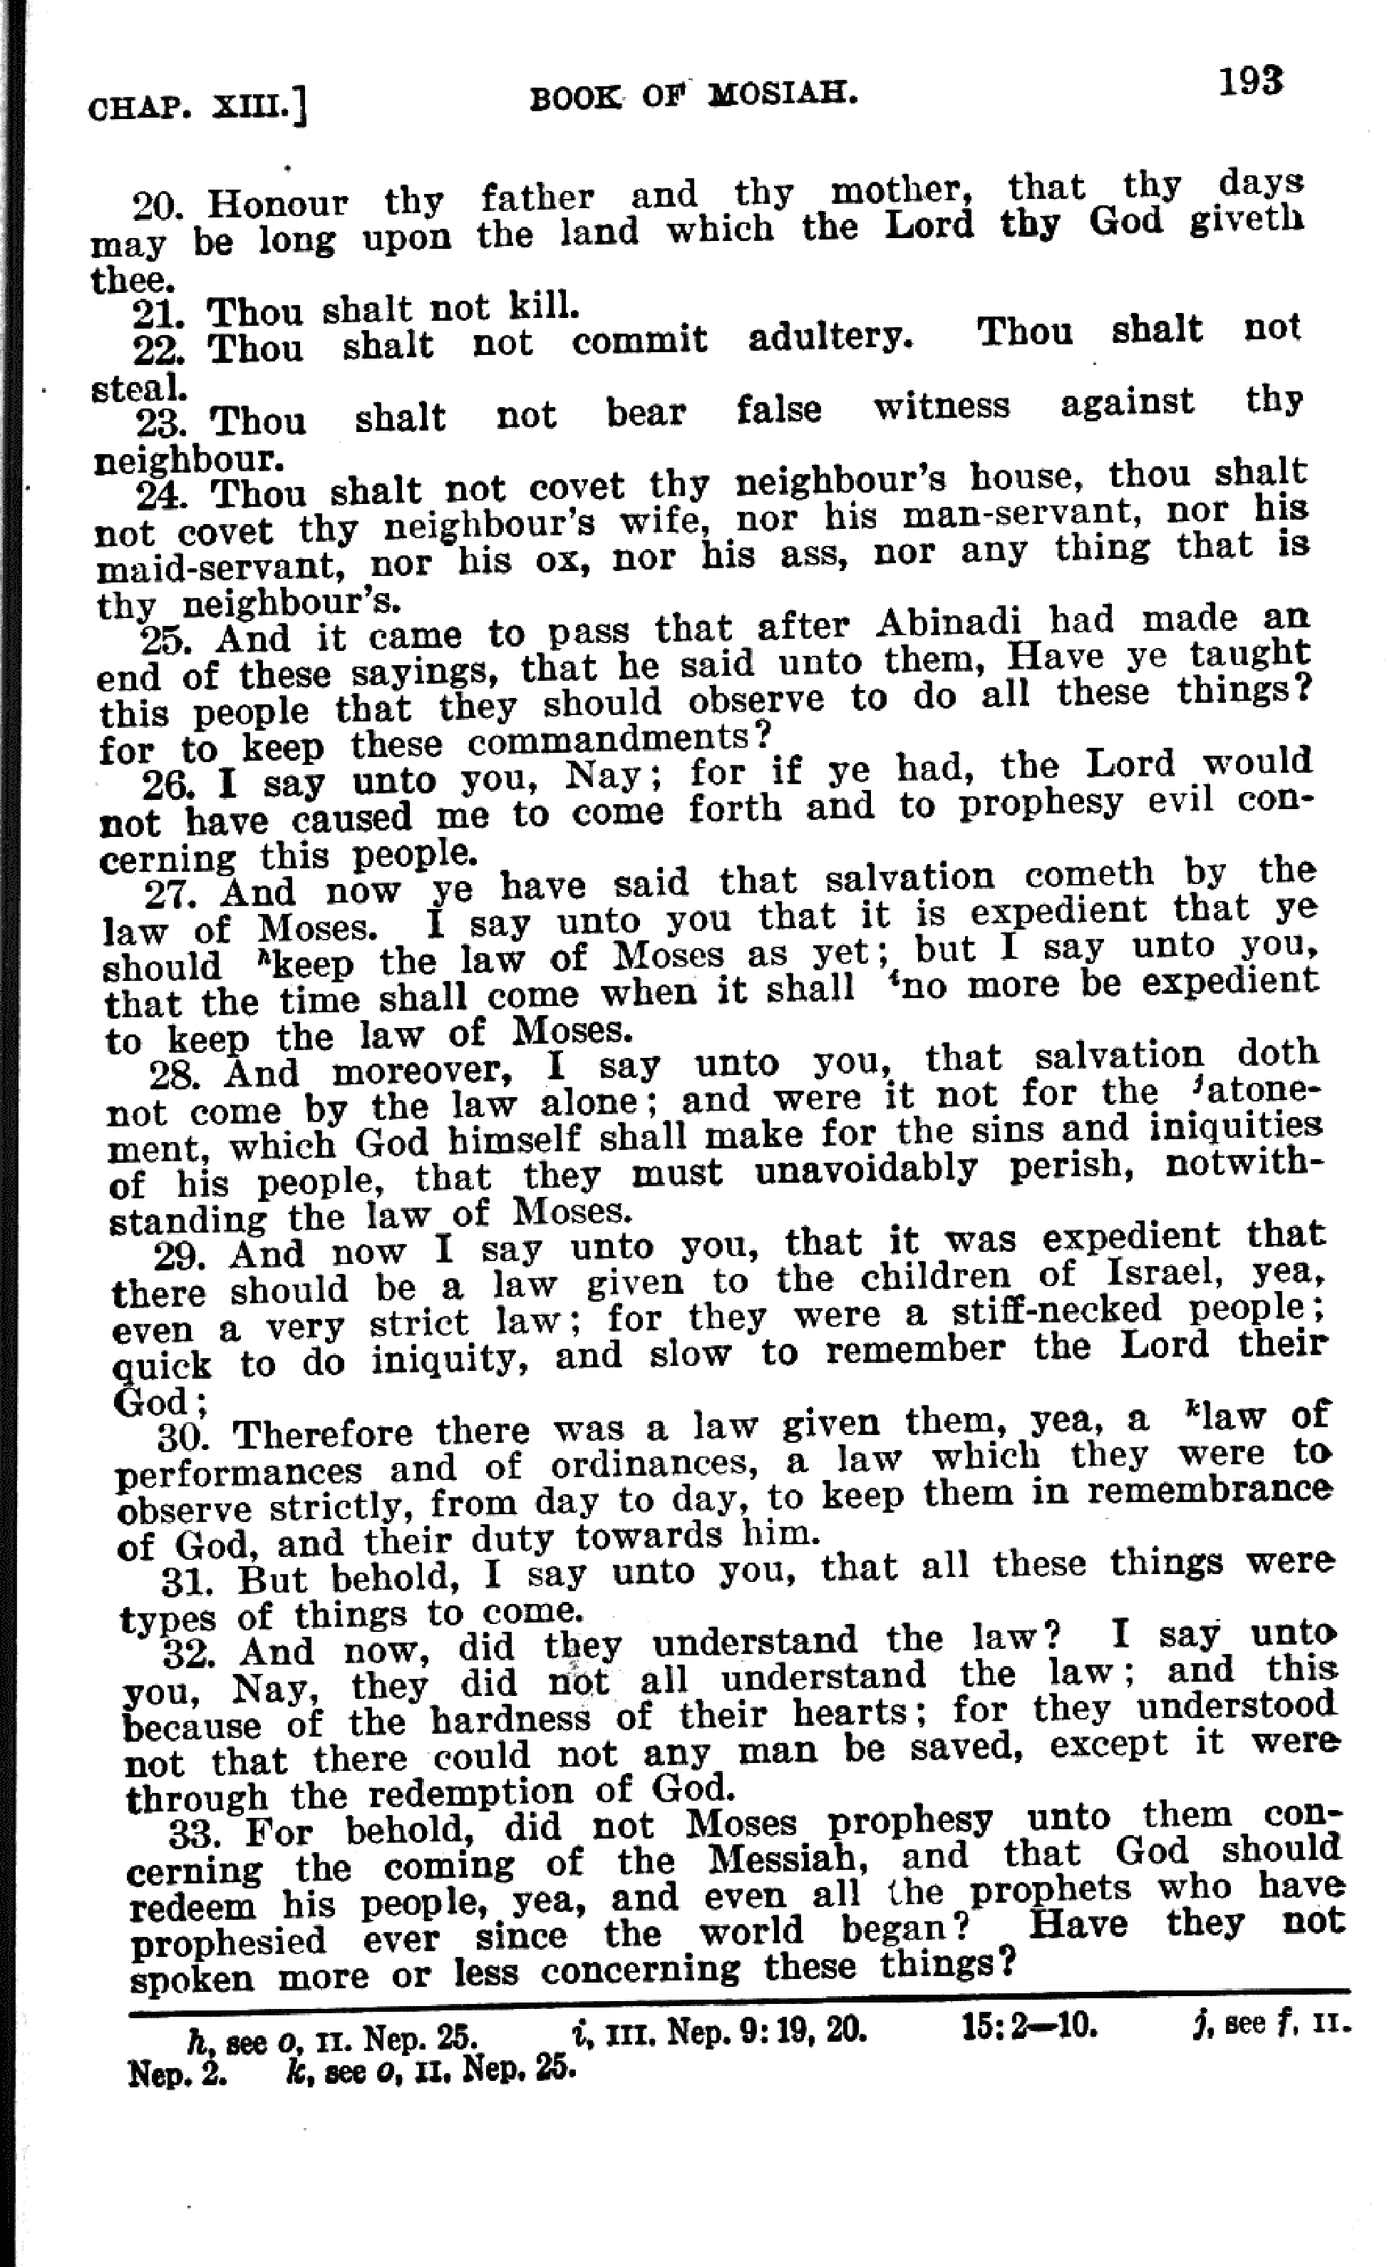 CHAP. XIII.] BOOK OF MOSIAH. 193
20. Honour thy father and thy mother, that thy days
may be long upon the land which the Lord thy God giveth
thee.
21. Thou shalt not kill.
22. Thou shalt not commit adultery. Thou shalt not
steal.
23. Thou shalt not bear false witness against thy
neighbour.
24. Thou shalt not covet thy neighbour's house, thou shalt
not covet thy neighbour's wife, nor his man-servant, nor his
maid-servant, nor his ox, nor his ass, nor any thing that is
thy neighbour's.
25. And it came to pass that after Abinadi had made an
end of these sayings, that he said unto them, Have ye taught
this people that they should observe to do all these things?
for to keep these commandments?
26. I say unto you, Nay; for if ye had, the Lord would
not have caused me to come forth and to prophesy evil con-
cerning this people.
27. And now ye have said that salvation cometh by the
law of Moses. I say unto you that it is expedient that ye
should hkeep the law of Moses as yet; but I say unto you,
that the time shall come when it shall ino more be expedient
to keep the law of Moses.
28. And moreover, I say unto you, that salvation doth
not come by the law alone; and were it not for the jatone-
ment, which God himself shall make for the sins and iniquities
of his people, that they must unavoidably perish, notwith-
standing the law of Moses.
29. And now I say unto you, that it was expedient that
there should be a law given to the children of Israel, yea,
even a very strict law; for they were a stiff-necked people;
quick to do iniquity, and slow to remember the Lord their
God;
30. Therefore there was a law given them, yea, a klaw of
performances and of ordinances, a law which they were to
observe strictly, from day to day, to keep them in remembrance
of God, and their duty towards him.
31. But behold, I say unto you, that all these things were
types of things to come.
32. And now, did they understand the law? I say unto
you, Nay, they did not all understand the law; and this
because of the hardness of their hearts; for they understood
not that there could not any man be saved, except it were
through the redemption of God.
33. For behold, did not Moses prophesy unto them con-
cerning the coming of the Messiah, and that God should
redeem his people, yea, and even all the prophets who have
prophesied ever since the world began? Have they not
spoken more or less concerning these things?
h, see o, II. Nep. 25. i, III. Nep. 9:19, 20. 15:2—10. j, see f, II.
Nep. 2. k, see o, II. Nep. 25.